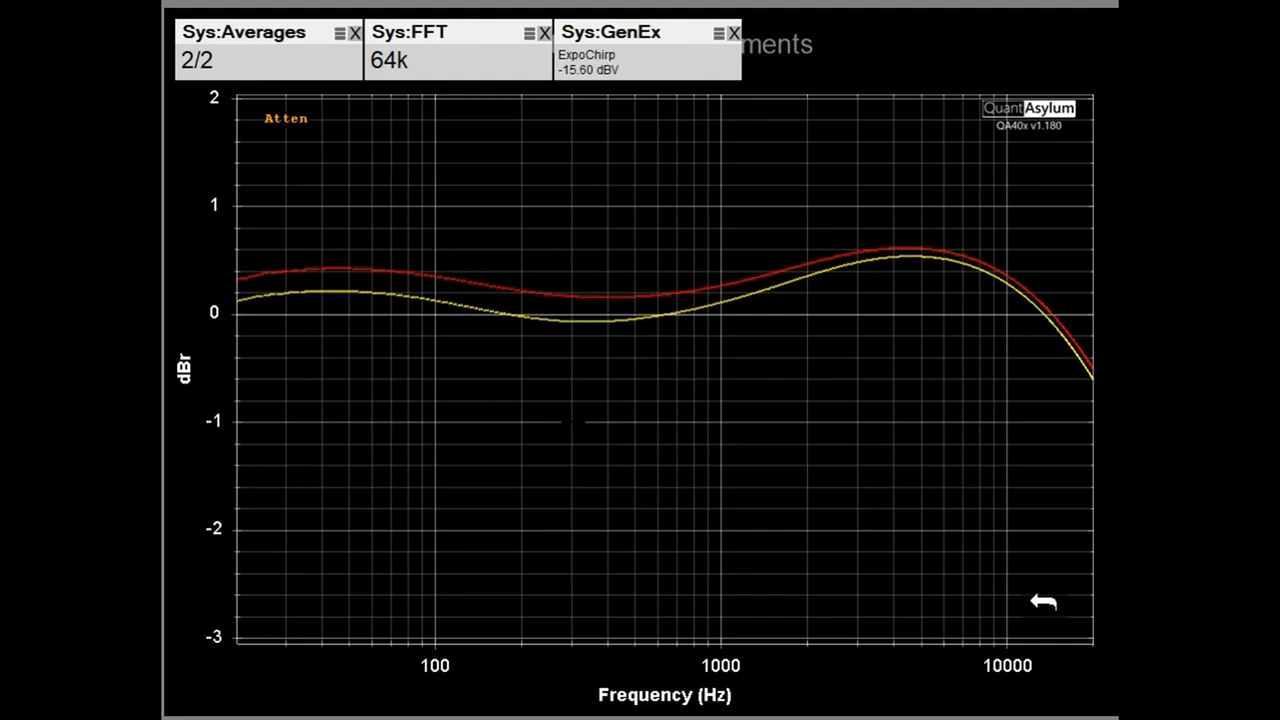 Sys:Averages
2/2
Sys:FFT
64k
Sys:GenEx
ExpoChirp
-15.60 dBV
Atten
QuantAsylum
QA40x v1.180
2
1
0
-1
-2
-3
dBr
100
1000
10000
Frequency (Hz)